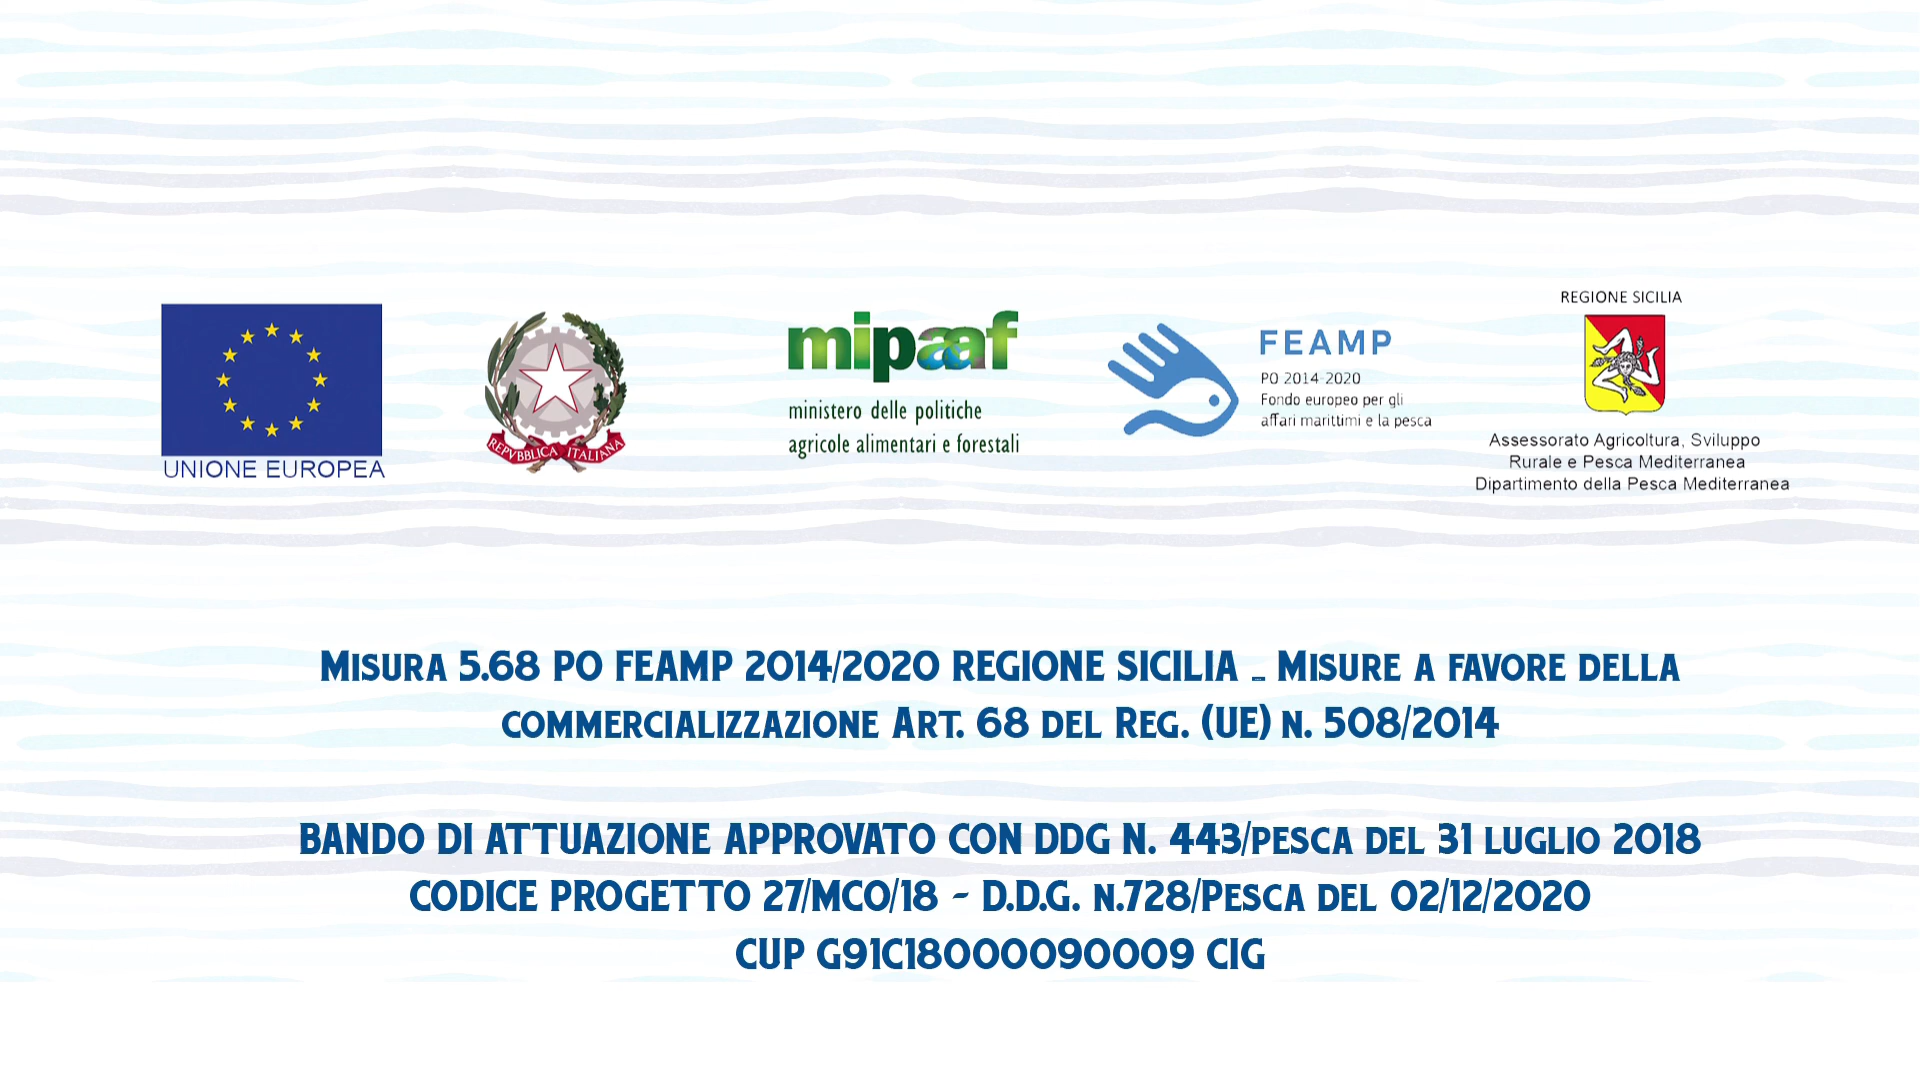 UNIONE EUROPEA
REPVBBLICA ITALIANA
mipaaf
ministero delle politiche
agricole alimentari e forestali
FEAMP
PO 2014-2020
Fondo europeo per gli
affari marittimi e la pesca
REGIONE SICILIA
Assessorato Agricoltura, Sviluppo
Rurale e Pesca Mediterranea
Dipartimento della Pesca Mediterranea
Misura 5.68 PO FEAMP 2014/2020 REGIONE SICILIA _ Misure a favore della
commercializzazione Art. 68 del Reg. (UE) n. 508/2014
BANDO DI ATTUAZIONE APPROVATO CON DDG N. 443/pesca del 31 luglio 2018
CODICE PROGETTO 27/MCO/18 - D.D.G. n.728/Pesca del 02/12/2020
CUP G91C18000090009 CIG